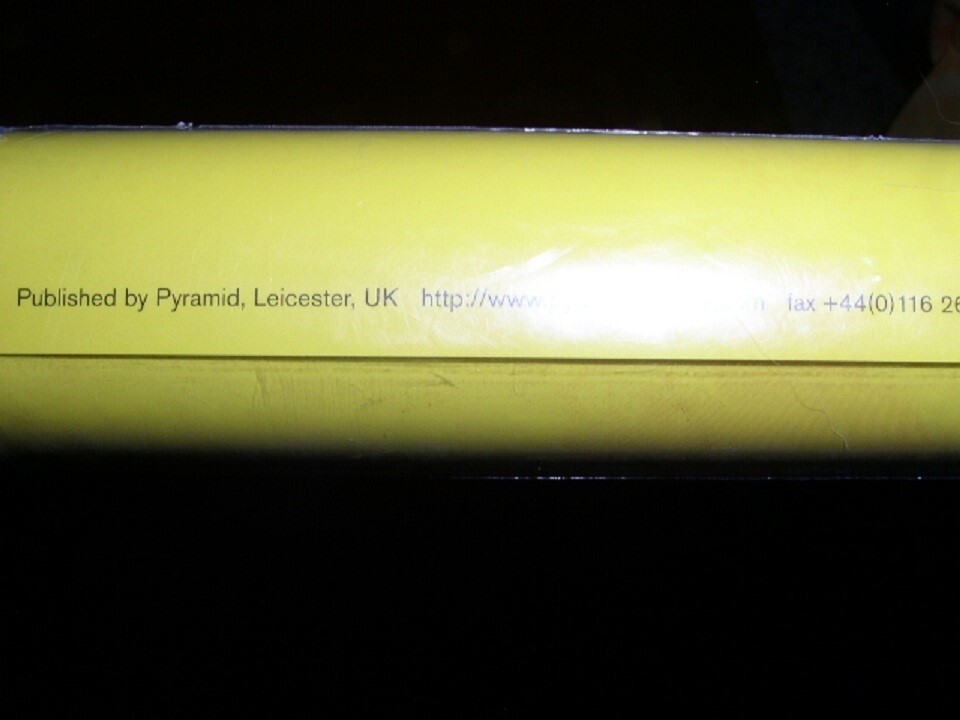 Published by Pyramid, Leicester, UK http://www. fax +44(0)116 26